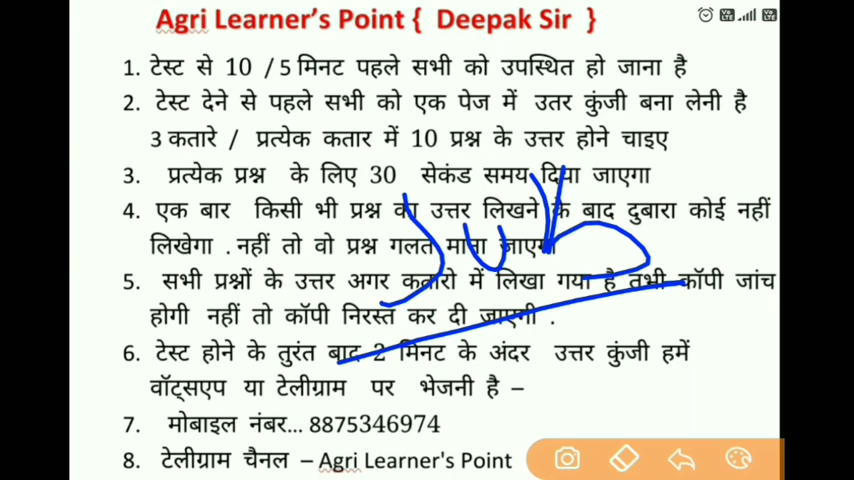 Agri Learner's Point { Deepak Sir }
1. टेस्ट से 10 / 5 मिनट पहले सभी को उपस्थित हो जाना है
2. टेस्ट देने से पहले सभी को एक पेज में उतर कुंजी बना लेनी है
3 कतारे / प्रत्येक कतार में 10 प्रश्न के उत्तर होने चाइए
3. प्रत्येक प्रश्न के लिए 30 सेकंड समय दिया जाएगा
4. एक बार किसी भी प्रश्न का उत्तर लिखने के बाद दुबारा कोई नहीं
लिखेगा . नहीं तो वो प्रश्न गलत माना जाएगा
5. सभी प्रश्नों के उत्तर अगर कतारो में लिखा गया है तभी कॉपी जांच
होगी नहीं तो कॉपी निरस्त कर दी जाएगी .
6. टेस्ट होने के तुरंत बाद 2 मिनट के अंदर उत्तर कुंजी हमें
वॉट्सएप या टेलीग्राम पर भेजनी है –
7. मोबाइल नंबर... 8875346974
8. टेलीग्राम चैनल – Agri Learner's Point